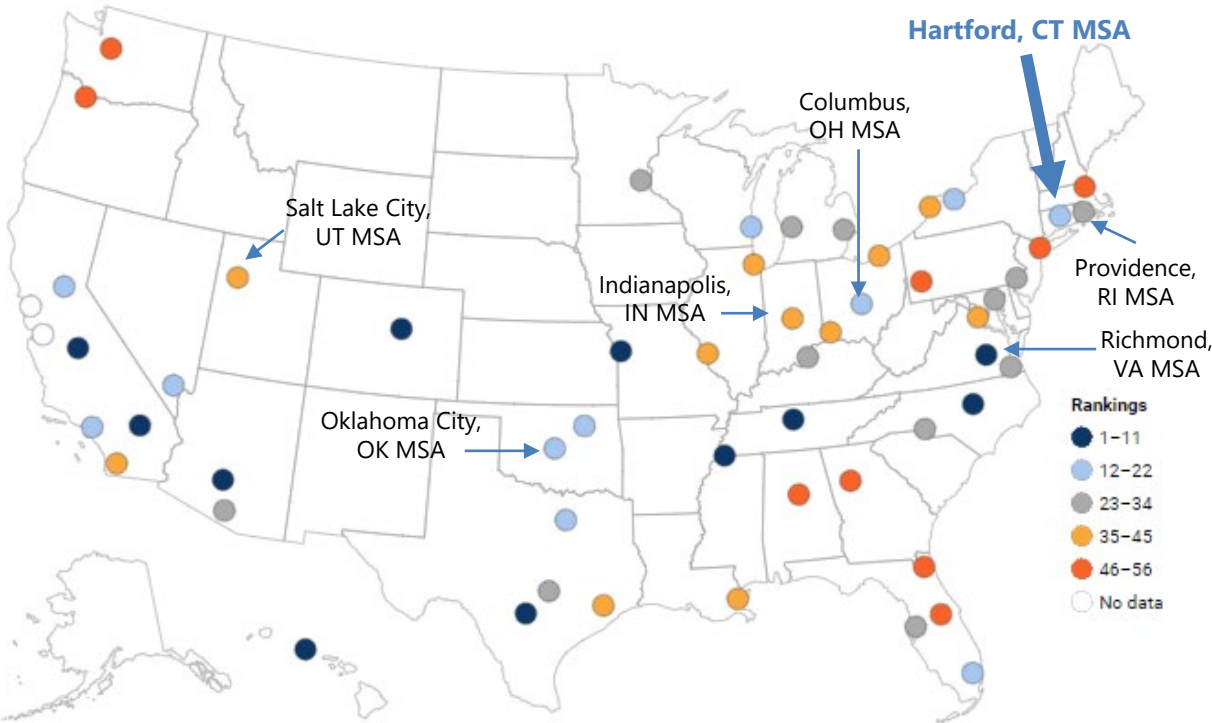 Hartford, CT MSA
Columbus,
OH MSA
Salt Lake City,
UT MSA
Indianapolis,
IN MSA
Providence,
RI MSA
Richmond,
VA MSA
Oklahoma City,
OK MSA
Rankings
1–11
12–22
23–34
35–45
46–56
No data